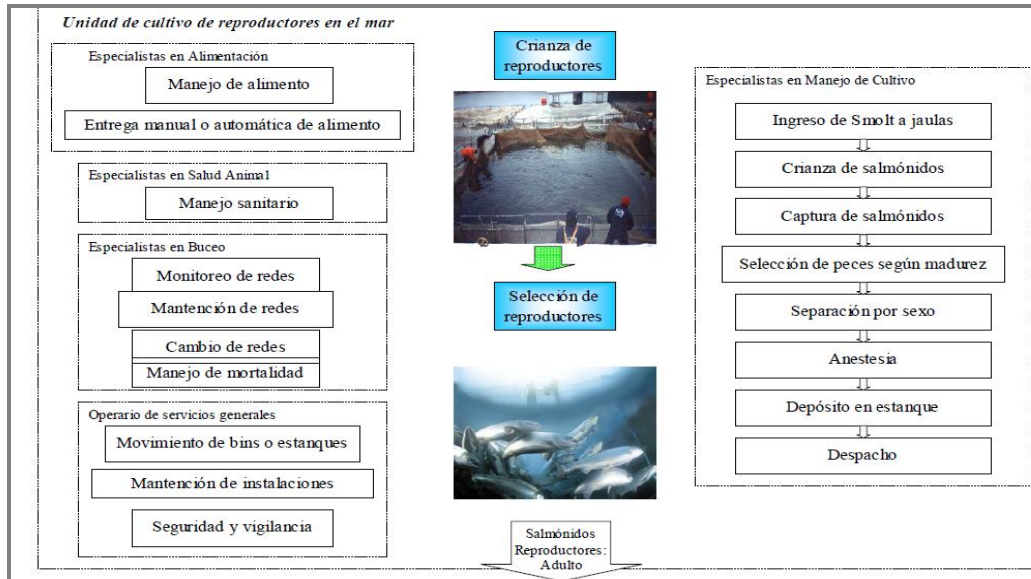 Unidad de cultivo de reproductores en el mar
Especialistas en Alimentación
Manejo de alimento
Entrega manual o automática de alimento
Especialistas en Salud Animal
Manejo sanitario
Especialistas en Buceo
Monitoreo de redes
Mantención de redes
Cambio de redes
Manejo de mortalidad
Operario de servicios generales
Movimiento de bins o estanques
Mantención de instalaciones
Seguridad y vigilancia
Crianza de
reproductores
Selección de
reproductores
Salmónidos
Reproductores:
Adulto
Especialistas en Manejo de Cultivo
Ingreso de Smolt a jaulas
Crianza de salmónidos
Captura de salmónidos
Selección de peces según madurez
Separación por sexo
Anestesia
Depósito en estanque
Despacho